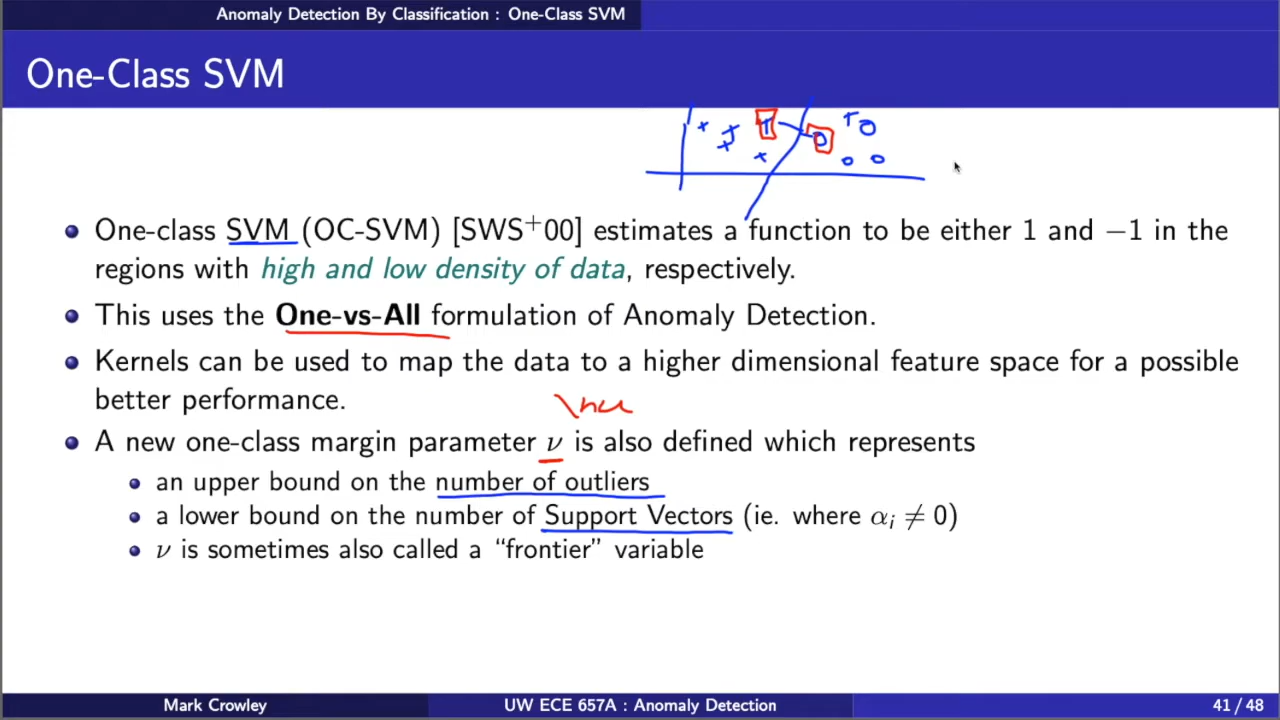 Anomaly Detection By Classification : One-Class SVM
One-Class SVM
One-class SVM (OC-SVM) [SWS+00] estimates a function to be either 1 and −1 in the
regions with high and low density of data, respectively.
This uses the One-vs-All formulation of Anomaly Detection.
Kernels can be used to map the data to a higher dimensional feature space for a possible
better performance.
\nu
A new one-class margin parameter ν is also defined which represents
an upper bound on the number of outliers
a lower bound on the number of Support Vectors (ie. where αᵢ ≠ 0)
ν is sometimes also called a “frontier” variable
Mark Crowley UW ECE 657A : Anomaly Detection 41 / 48